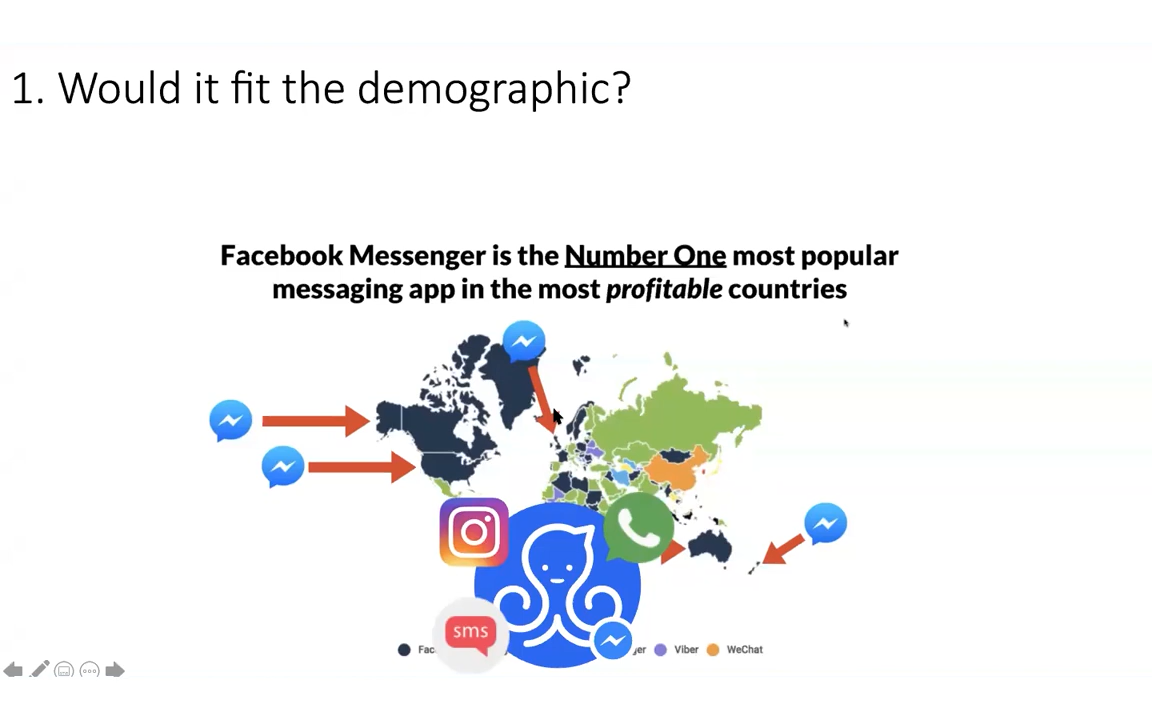 1. Would it fit the demographic?
Facebook Messenger is the Number One most popular
messaging app in the most profitable countries
sms
Viber
WeChat